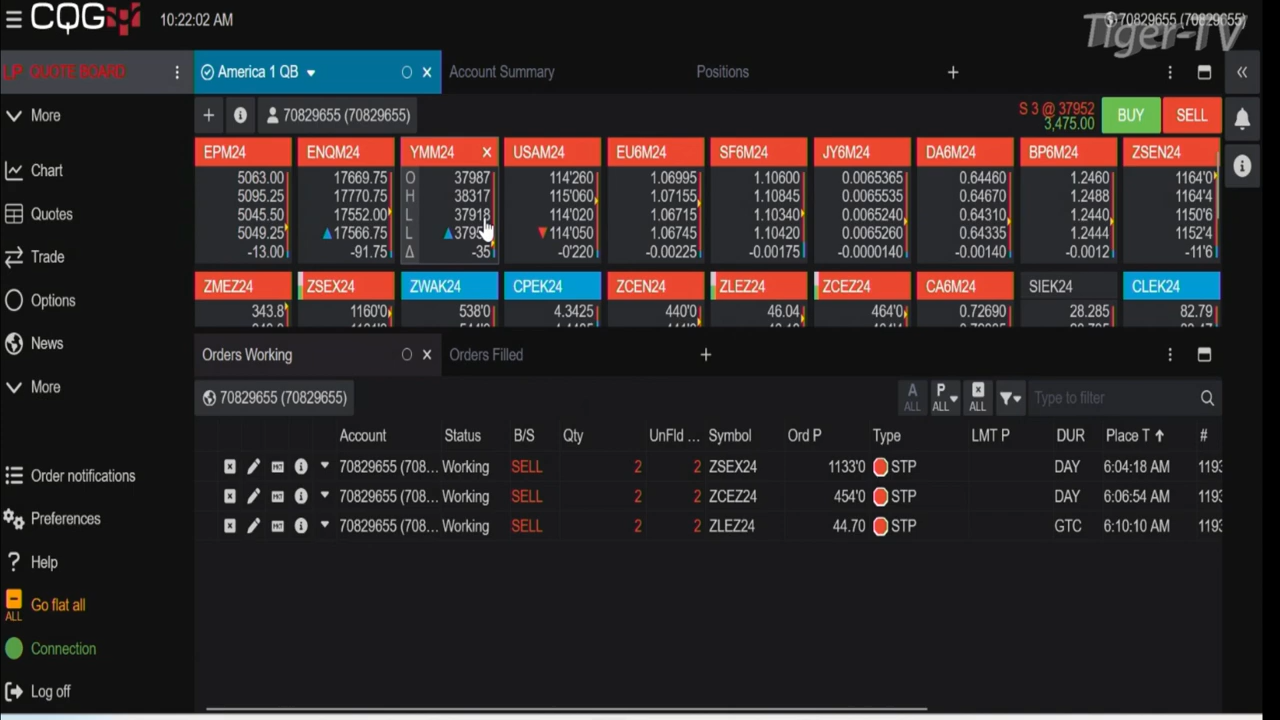 CQG 10:22:02 AM 70829655 (70829655)
Tiger-TV
LP QUOTE BOARD America 1 QB Account Summary Positions
More
70829655 (70829655) S 3 @ 37952 BUY SELL
3,475.00
EPM24 ENQM24 YMM24 USAM24 EU6M24 SF6M24 JY6M24 DA6M24 BP6M24 ZSEN24
5063.00 17669.75 O 37987 114'260 1.06995 1.10600 0.0065365 0.64460 1.2460 1164'0
5095.25 17770.75 H 38317 115'060 1.07155 1.10845 0.0065535 0.64670 1.2488 1164'4
5045.50 17552.00 L 37918 114'020 1.06715 1.10340 0.0065240 0.64310 1.2440 1150'6
5049.25 17566.75 L 114'050 1.06745 1.10420 0.0065260 0.64335 1.2444 1152'4
-13.00 -91.75 Δ -35 -0'220 -0.00225 -0.00175 -0.0000140 -0.00140 -0.0012 -11'6
ZMEZ24 ZSEX24 ZWAK24 CPEK24 ZCEN24 ZLEZ24 ZCEZ24 CA6M24 SIEK24 CLEK24
343.8 1160'0 538'0 4.3425 440'0 46.04 464'0 0.72690 28.285 82.79
Chart
Quotes
Trade
Options
News
More
Orders Working Orders Filled
70829655 (70829655) A ALL P ALL ALL Type to filter
Account Status B/S Qty UnFld ... Symbol Ord P Type LMT P DUR Place T #
70829655 (708... Working SELL 2 2 ZSEX24 1133'0 STP DAY 6:04:18 AM 1193
70829655 (708... Working SELL 2 2 ZCEZ24 454'0 STP DAY 6:06:54 AM 1193
70829655 (708... Working SELL 2 2 ZLEZ24 44.70 STP GTC 6:10:10 AM 1193
Order notifications
Preferences
Help
ALL Go flat all
Connection
Log off